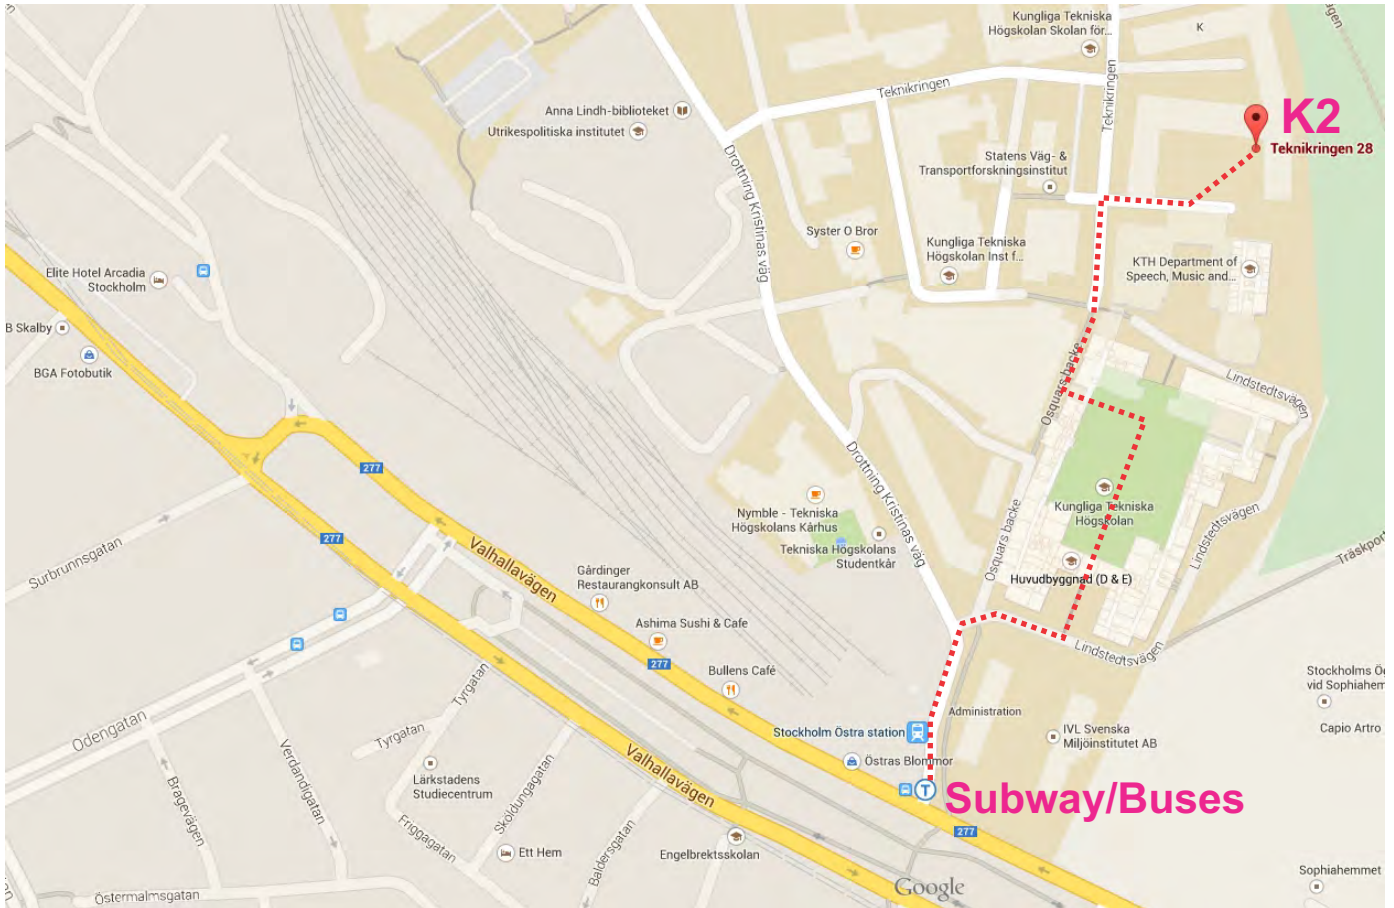 Kungliga Tekniska
Högskolan Skolan för...
K
Teknikringen
Teknikringen
Anna Lindh-biblioteket
Utrikespolitiska institutet
K2
Teknikringen 28
Statens Väg- &
Transportforskningsinstitut
Drottning Kristinas väg
Syster O Bror
Kungliga Tekniska
Högskolan Inst f...
KTH Department of
Speech, Music and...
Elite Hotel Arcadia
Stockholm
B Skalby
BGA Fotobutik
Osquars backe
Lindstedtsvägen
277
Drottning Kristinas väg
Nymble - Tekniska
Högskolans Kårhus
Tekniska Högskolans
Studentkår
Kungliga Tekniska
Högskolan
Osquars backe
Lindstedtsvägen
Huvudbyggnad (D & E)
Träskport
277
Surbrunnsgatan
Valhallavägen
Gårdinger
Restaurangkonsult AB
Ashima Sushi & Cafe
277
Bullens Café
Lindstedtsvägen
Stockholms Ög
vid Sophiahem
Capio Artro
Administration
IVL Svenska
Miljöinstitutet AB
Stockholm Östra station
Östras Blommor
T
Subway/Buses
277
Odengatan
Tyrgatan
Tyrgatan
Valhallavägen
Verdandigatan
Bragevägen
Lärkstadens
Studiecentrum
Sköldungagatan
Friggagatan
Ett Hem
Baldersgatan
Engelbrektsskolan
Östermalmsgatan
Google
Sophiahemmet